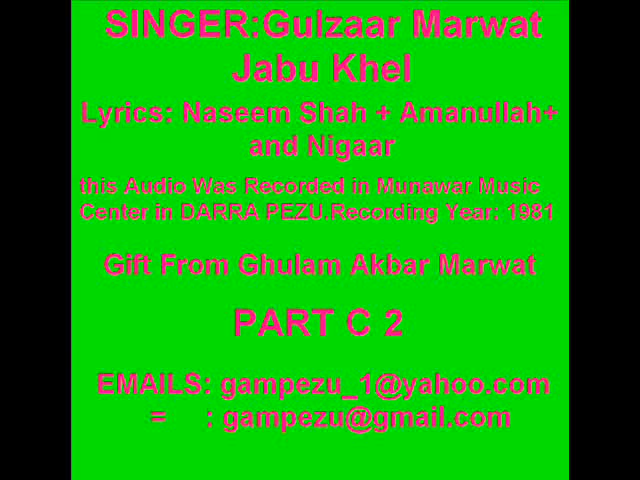 SINGER:Gulzaar Marwat
Jabu Khel
Lyrics: Naseem Shah + Amanullah+
and Nigaar
this Audio Was Recorded in Munawar Music
Center in DARRA PEZU.Recording Year: 1981
Gift From Ghulam Akbar Marwat
PART C 2
EMAILS: gampezu_1@yahoo.com
= : gampezu@gmail.com